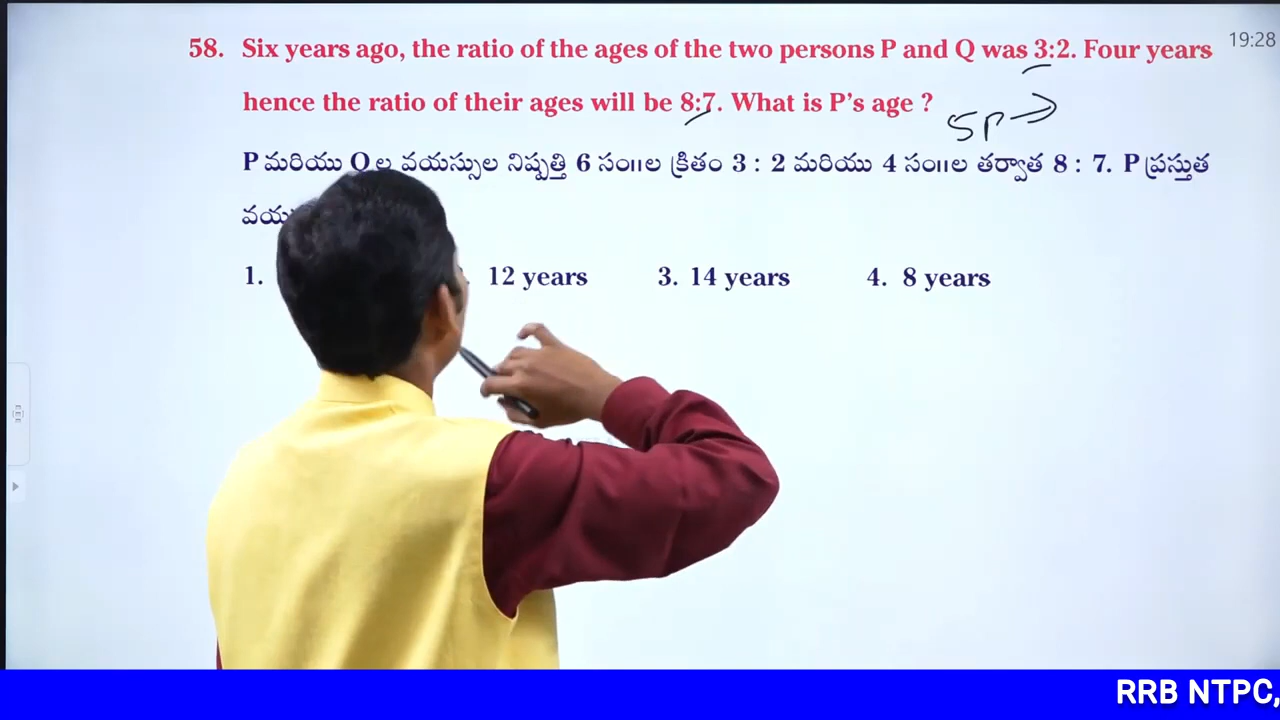 58. Six years ago, the ratio of the ages of the two persons P and Q was 3:2. Four years
19:28
hence the ratio of their ages will be 8:7. What is P's age ?
5P →
P మరియు Q ల వయస్సుల నిష్పత్తి 6 సం॥ల క్రితం 3 : 2 మరియు 4 సం॥ల తర్వాత 8 : 7. P ప్రస్తుత
1. 12 years 3. 14 years 4. 8 years
RRB NTPC,